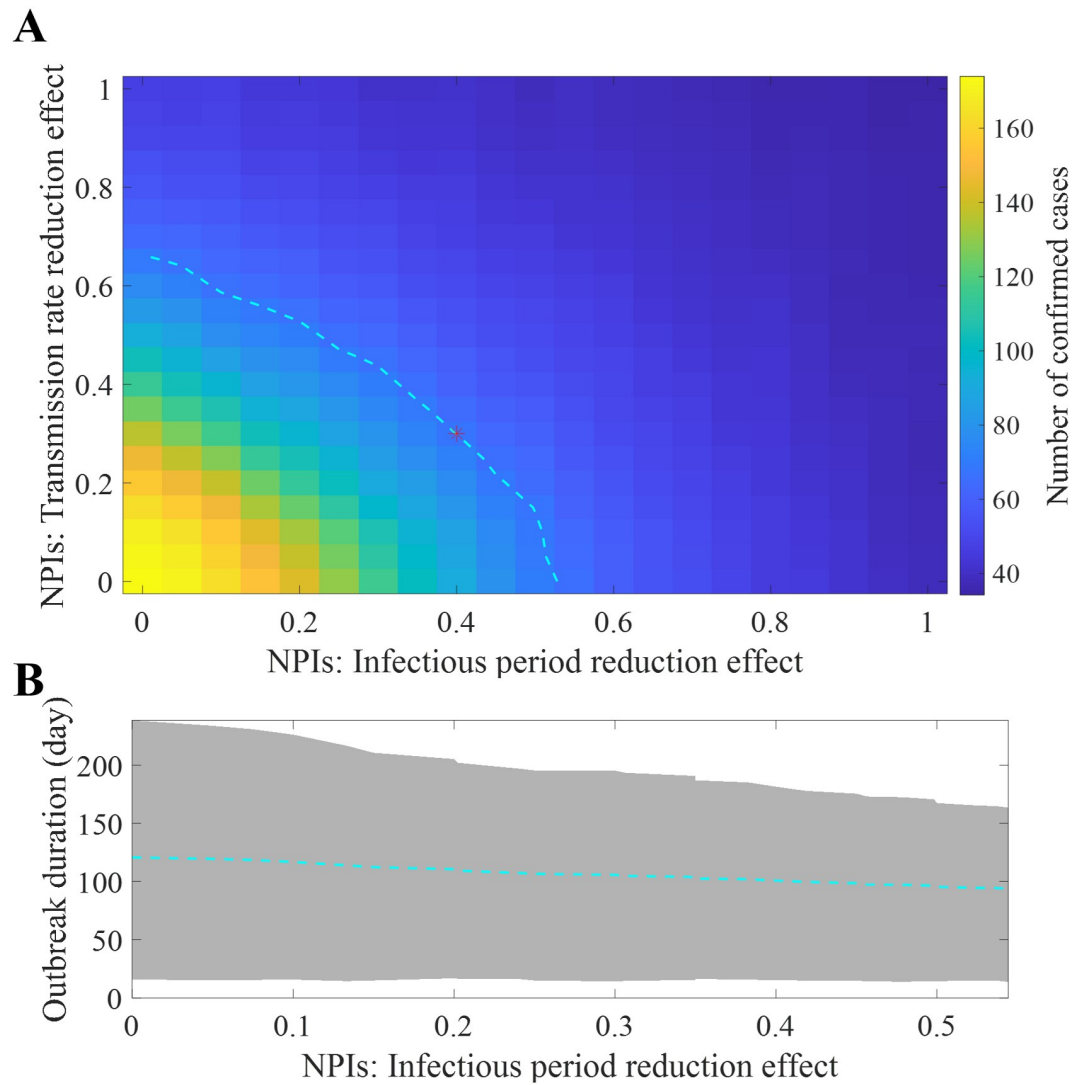 A
NPIs: Transmission rate reduction effect
1
0.8
0.6
0.4
0.2
0
0 0.2 0.4 0.6 0.8 1
NPIs: Infectious period reduction effect
160
140
120
100
80
60
40
Number of confirmed cases
B
Outbreak duration (day)
200
150
100
50
0
0 0.1 0.2 0.3 0.4 0.5
NPIs: Infectious period reduction effect